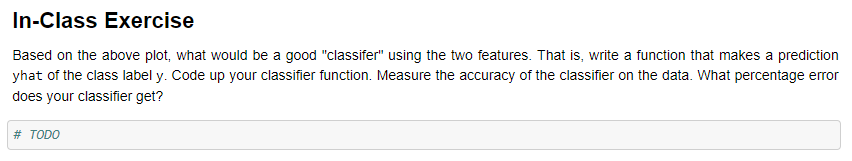 In-Class Exercise
Based on the above plot, what would be a good "classifer" using the two features. That is, write a function that makes a prediction
yhat of the class label y. Code up your classifier function. Measure the accuracy of the classifier on the data. What percentage error
does your classifier get?
# TODO